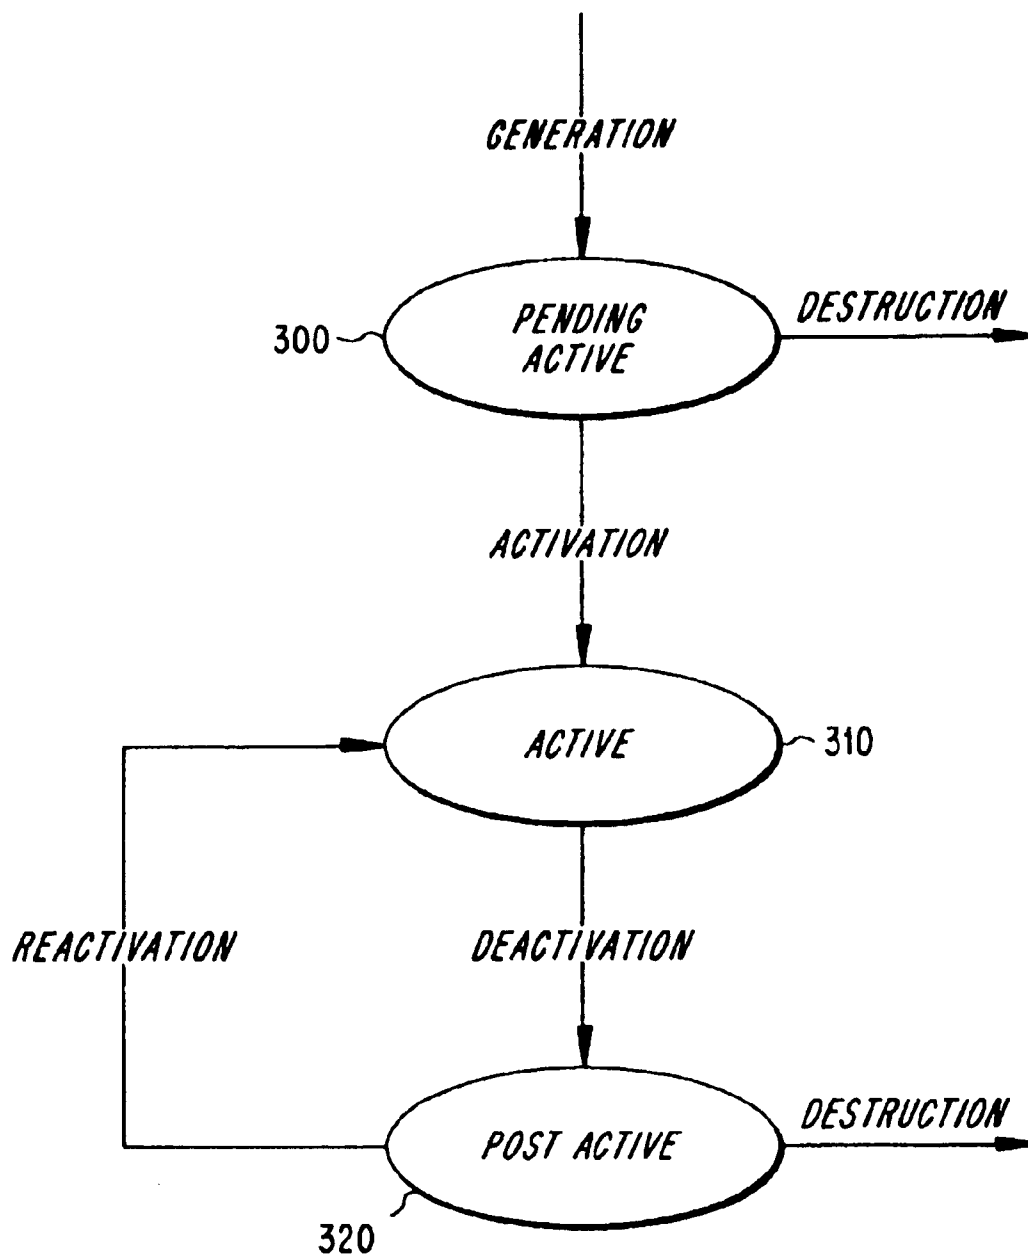 GENERATION
PENDING
ACTIVE
DESTRUCTION
300
ACTIVATION
ACTIVE
310
REACTIVATION
DEACTIVATION
POST ACTIVE
DESTRUCTION
320